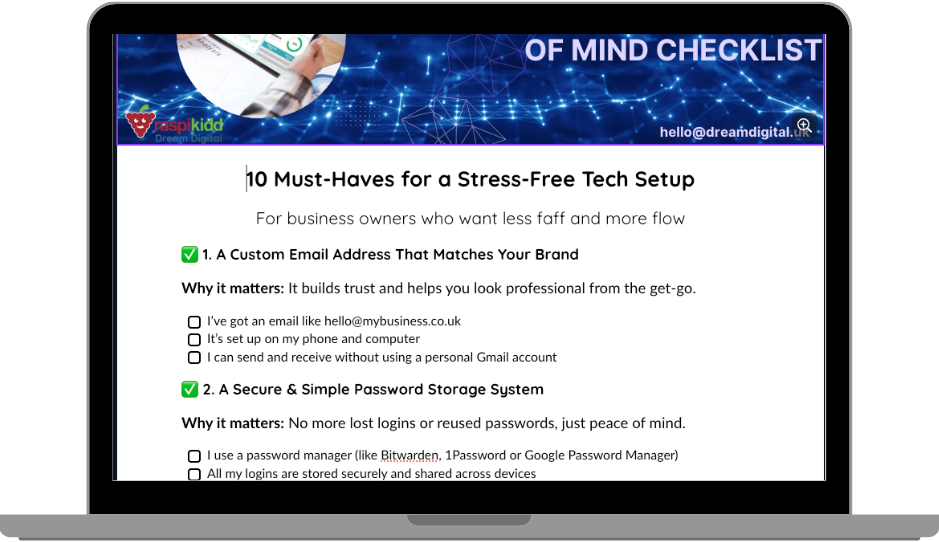 Analysis
OF MIND CHECKLIST
raspikidd
Dream Digital
hello@dreamdigital.uk
10 Must-Haves for a Stress-Free Tech Setup
For business owners who want less faff and more flow
✅ 1. A Custom Email Address That Matches Your Brand
Why it matters: It builds trust and helps you look professional from the get-go.
I've got an email like hello@mybusiness.co.uk
It's set up on my phone and computer
I can send and receive without using a personal Gmail account
✅ 2. A Secure & Simple Password Storage System
Why it matters: No more lost logins or reused passwords, just peace of mind.
I use a password manager (like Bitwarden, 1Password or Google Password Manager)
All my logins are stored securely and shared across devices